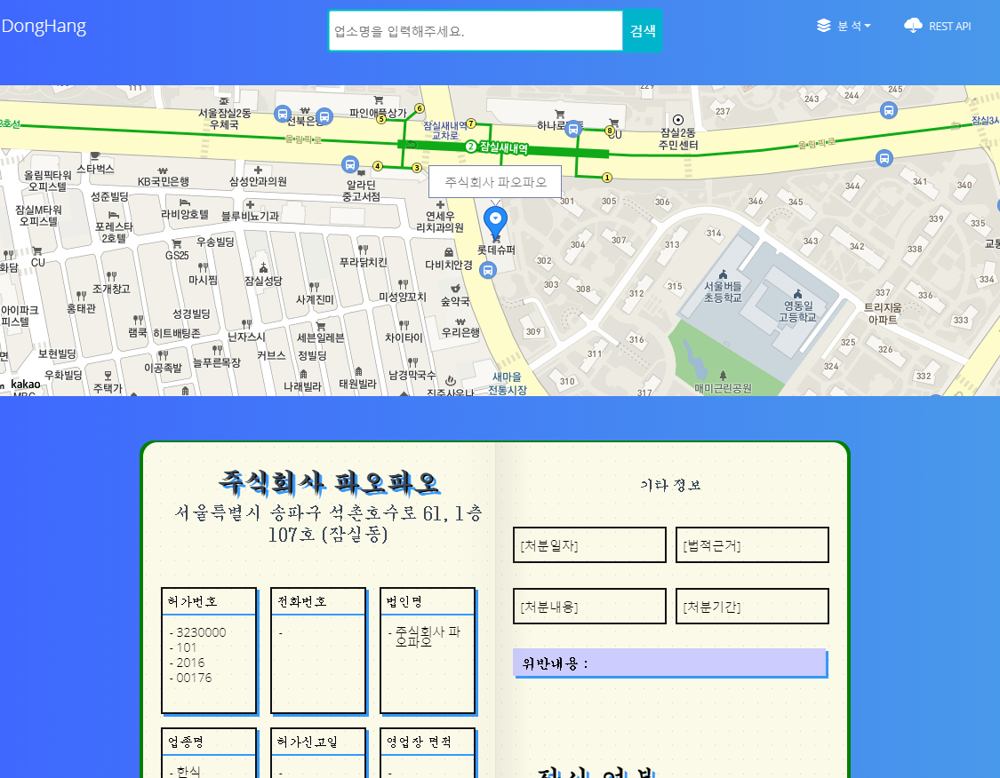 DongHang
업소명을 입력해주세요.
검색
분 석
REST API
111
229
237
245
241
서울잠실2동
우체국
전북은행
파인애플상가
5
6
7
8
잠실새내역
교차로
하나로
CU
잠실2동
주민센터
2호선
올림픽로
2 잠실새내역
올림픽로
잠실3사
4
3
1
올림픽타워
오피스텔
스타벅스
KB국민은행
삼성안과의원
알라딘
중고서점
주식회사 파오파오
성준빌딩
잠실M타워
오피스텔
포레스타
2호텔
라비앙호텔
블루비뇨기과
연세우
리치과의원
301
305
306
346
345
341
340
342
339
335
343
344
338
교통
304
307
313
314
302
303
308
312
315
롯데슈퍼
다비치안경
CU
화담
GS25
우송빌딩
푸라닭치킨
마시찜
잠실성당
조개창고
홍태관
사계진미
미성양꼬치
숲약국
우리은행
서울버들
초등학교
영동일
고등학교
337
336
334
트리지움
아파트
333
아이파크
피스텔
성경빌딩
램쿡
히트배팅존
닌자스시
세븐일레븐
차이타이
309
316
311
325
326
보현빌딩
이공족발
늘푸른목장
커브스
정빌딩
324
332
우화빌딩
주택가
나래빌라
태원빌라
남경막국수
진주사우나
새마을
전통시장
310
317
318
매미근린공원
kakao
주식회사 파오파오
서울특별시 송파구 석촌호수로 61, 1층
107호 (잠실동)
기타 정보
[처분일자]
[법적근거]
[처분내용]
[처분기간]
위반내용 :
허가번호
- 3230000
- 101
- 2016
- 00176
전화번호
-
법인명
- 주식회사 파
오파오
업종명
- 한식
허가신고일
-
영업장 면적
-